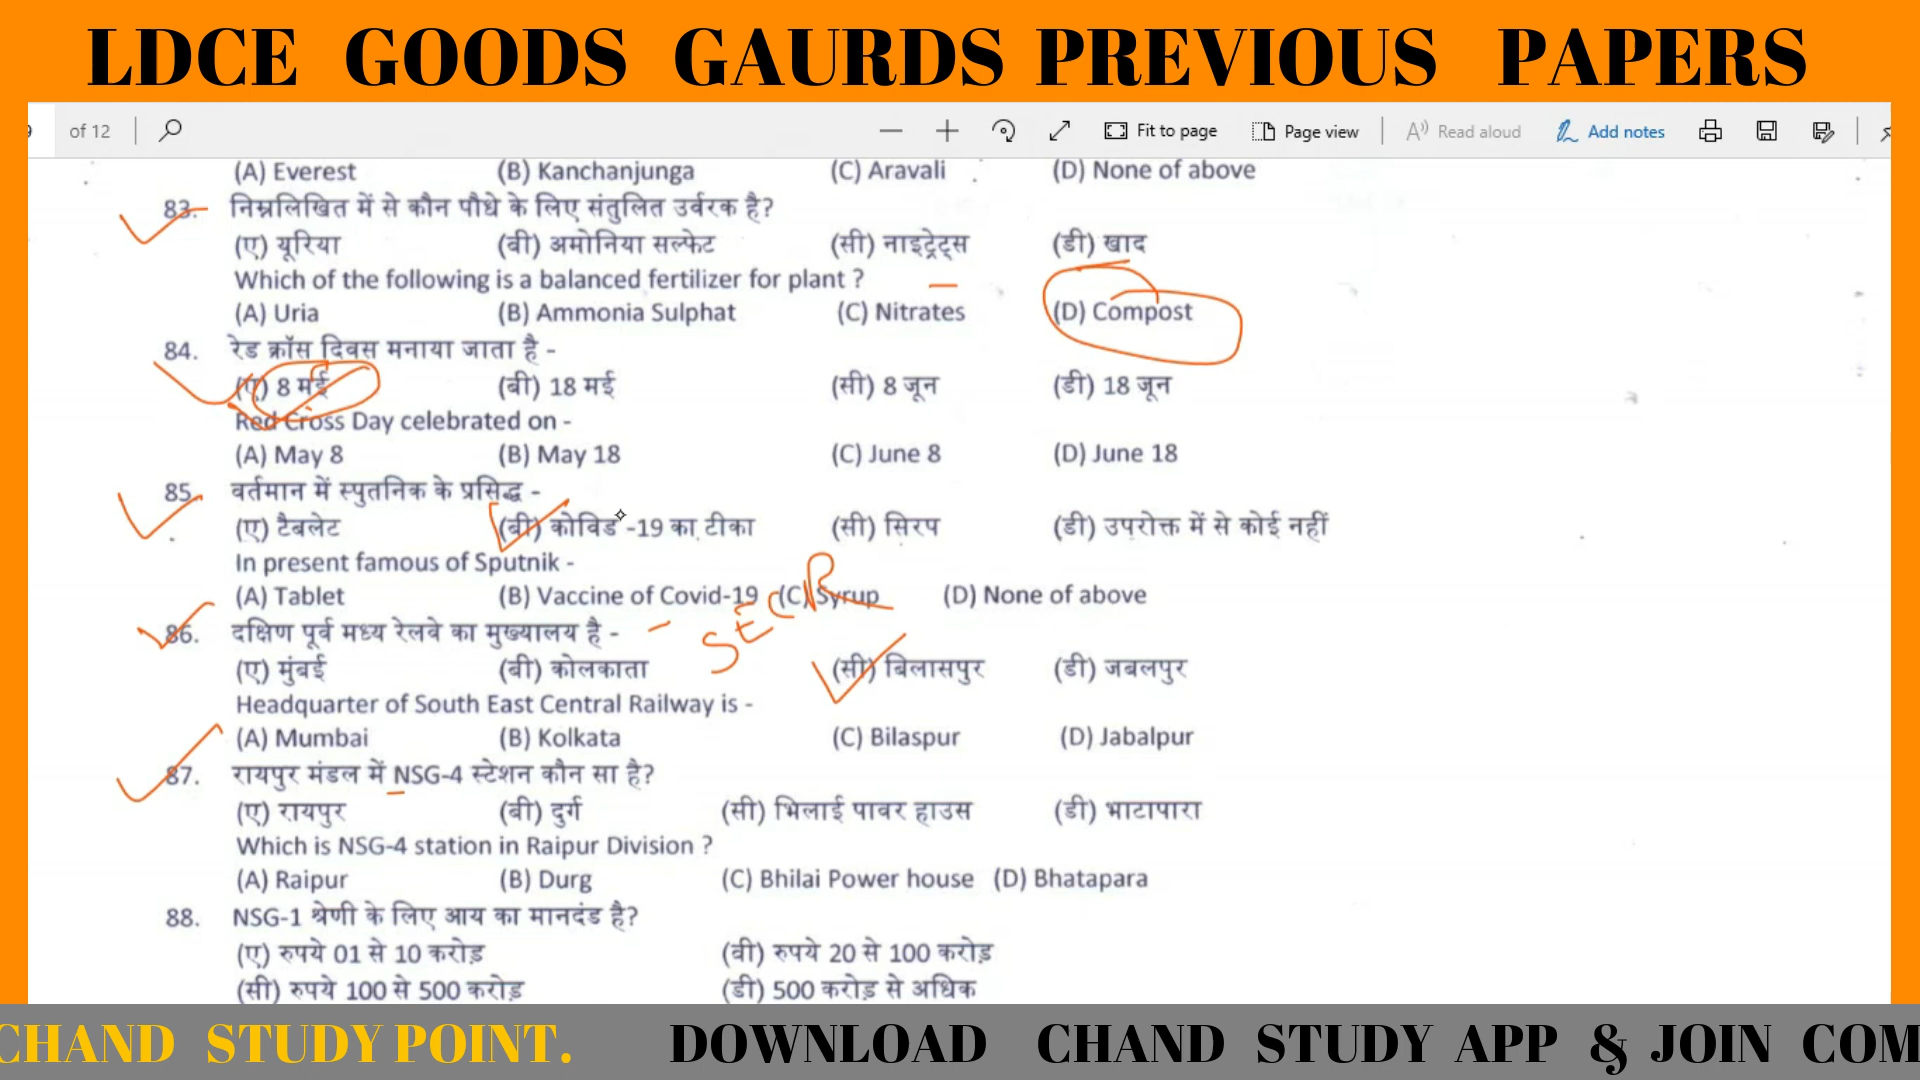 LDCE GOODS GAURDS PREVIOUS PAPERS
of 12 Fit to page Page view Read aloud Add notes
(A) Everest (B) Kanchanjunga (C) Aravali (D) None of above
83. निम्नलिखित में से कौन पौधे के लिए संतुलित उर्वरक है?
(ए) यूरिया (बी) अमोनिया सल्फेट (सी) नाइट्रेट्स (डी) खाद
Which of the following is a balanced fertilizer for plant ?
(A) Uria (B) Ammonia Sulphat (C) Nitrates (D) Compost
84. रेड क्रॉस दिवस मनाया जाता है -
(ए) 8 मई (बी) 18 मई (सी) 8 जून (डी) 18 जून
Red Cross Day celebrated on -
(A) May 8 (B) May 18 (C) June 8 (D) June 18
85. वर्तमान में स्पुतनिक के प्रसिद्ध -
(ए) टैबलेट (बी) कोविड -19 का टीका (सी) सिरप (डी) उपरोक्त में से कोई नहीं
In present famous of Sputnik -
(A) Tablet (B) Vaccine of Covid-19 (C) Syrup (D) None of above
86. दक्षिण पूर्व मध्य रेलवे का मुख्यालय है - SECR
(ए) मुंबई (बी) कोलकाता (सी) बिलासपुर (डी) जबलपुर
Headquarter of South East Central Railway is -
(A) Mumbai (B) Kolkata (C) Bilaspur (D) Jabalpur
87. रायपुर मंडल में NSG-4 स्टेशन कौन सा है?
(ए) रायपुर (बी) दुर्ग (सी) भिलाई पावर हाउस (डी) भाटापारा
Which is NSG-4 station in Raipur Division ?
(A) Raipur (B) Durg (C) Bhilai Power house (D) Bhatapara
88. NSG-1 श्रेणी के लिए आय का मानदंड है?
(ए) रुपये 01 से 10 करोड़ (वी) रुपये 20 से 100 करोड़
(सी) रुपये 100 से 500 करोड़ (डी) 500 करोड़ से अधिक
CHAND STUDY POINT. DOWNLOAD CHAND STUDY APP & JOIN COM